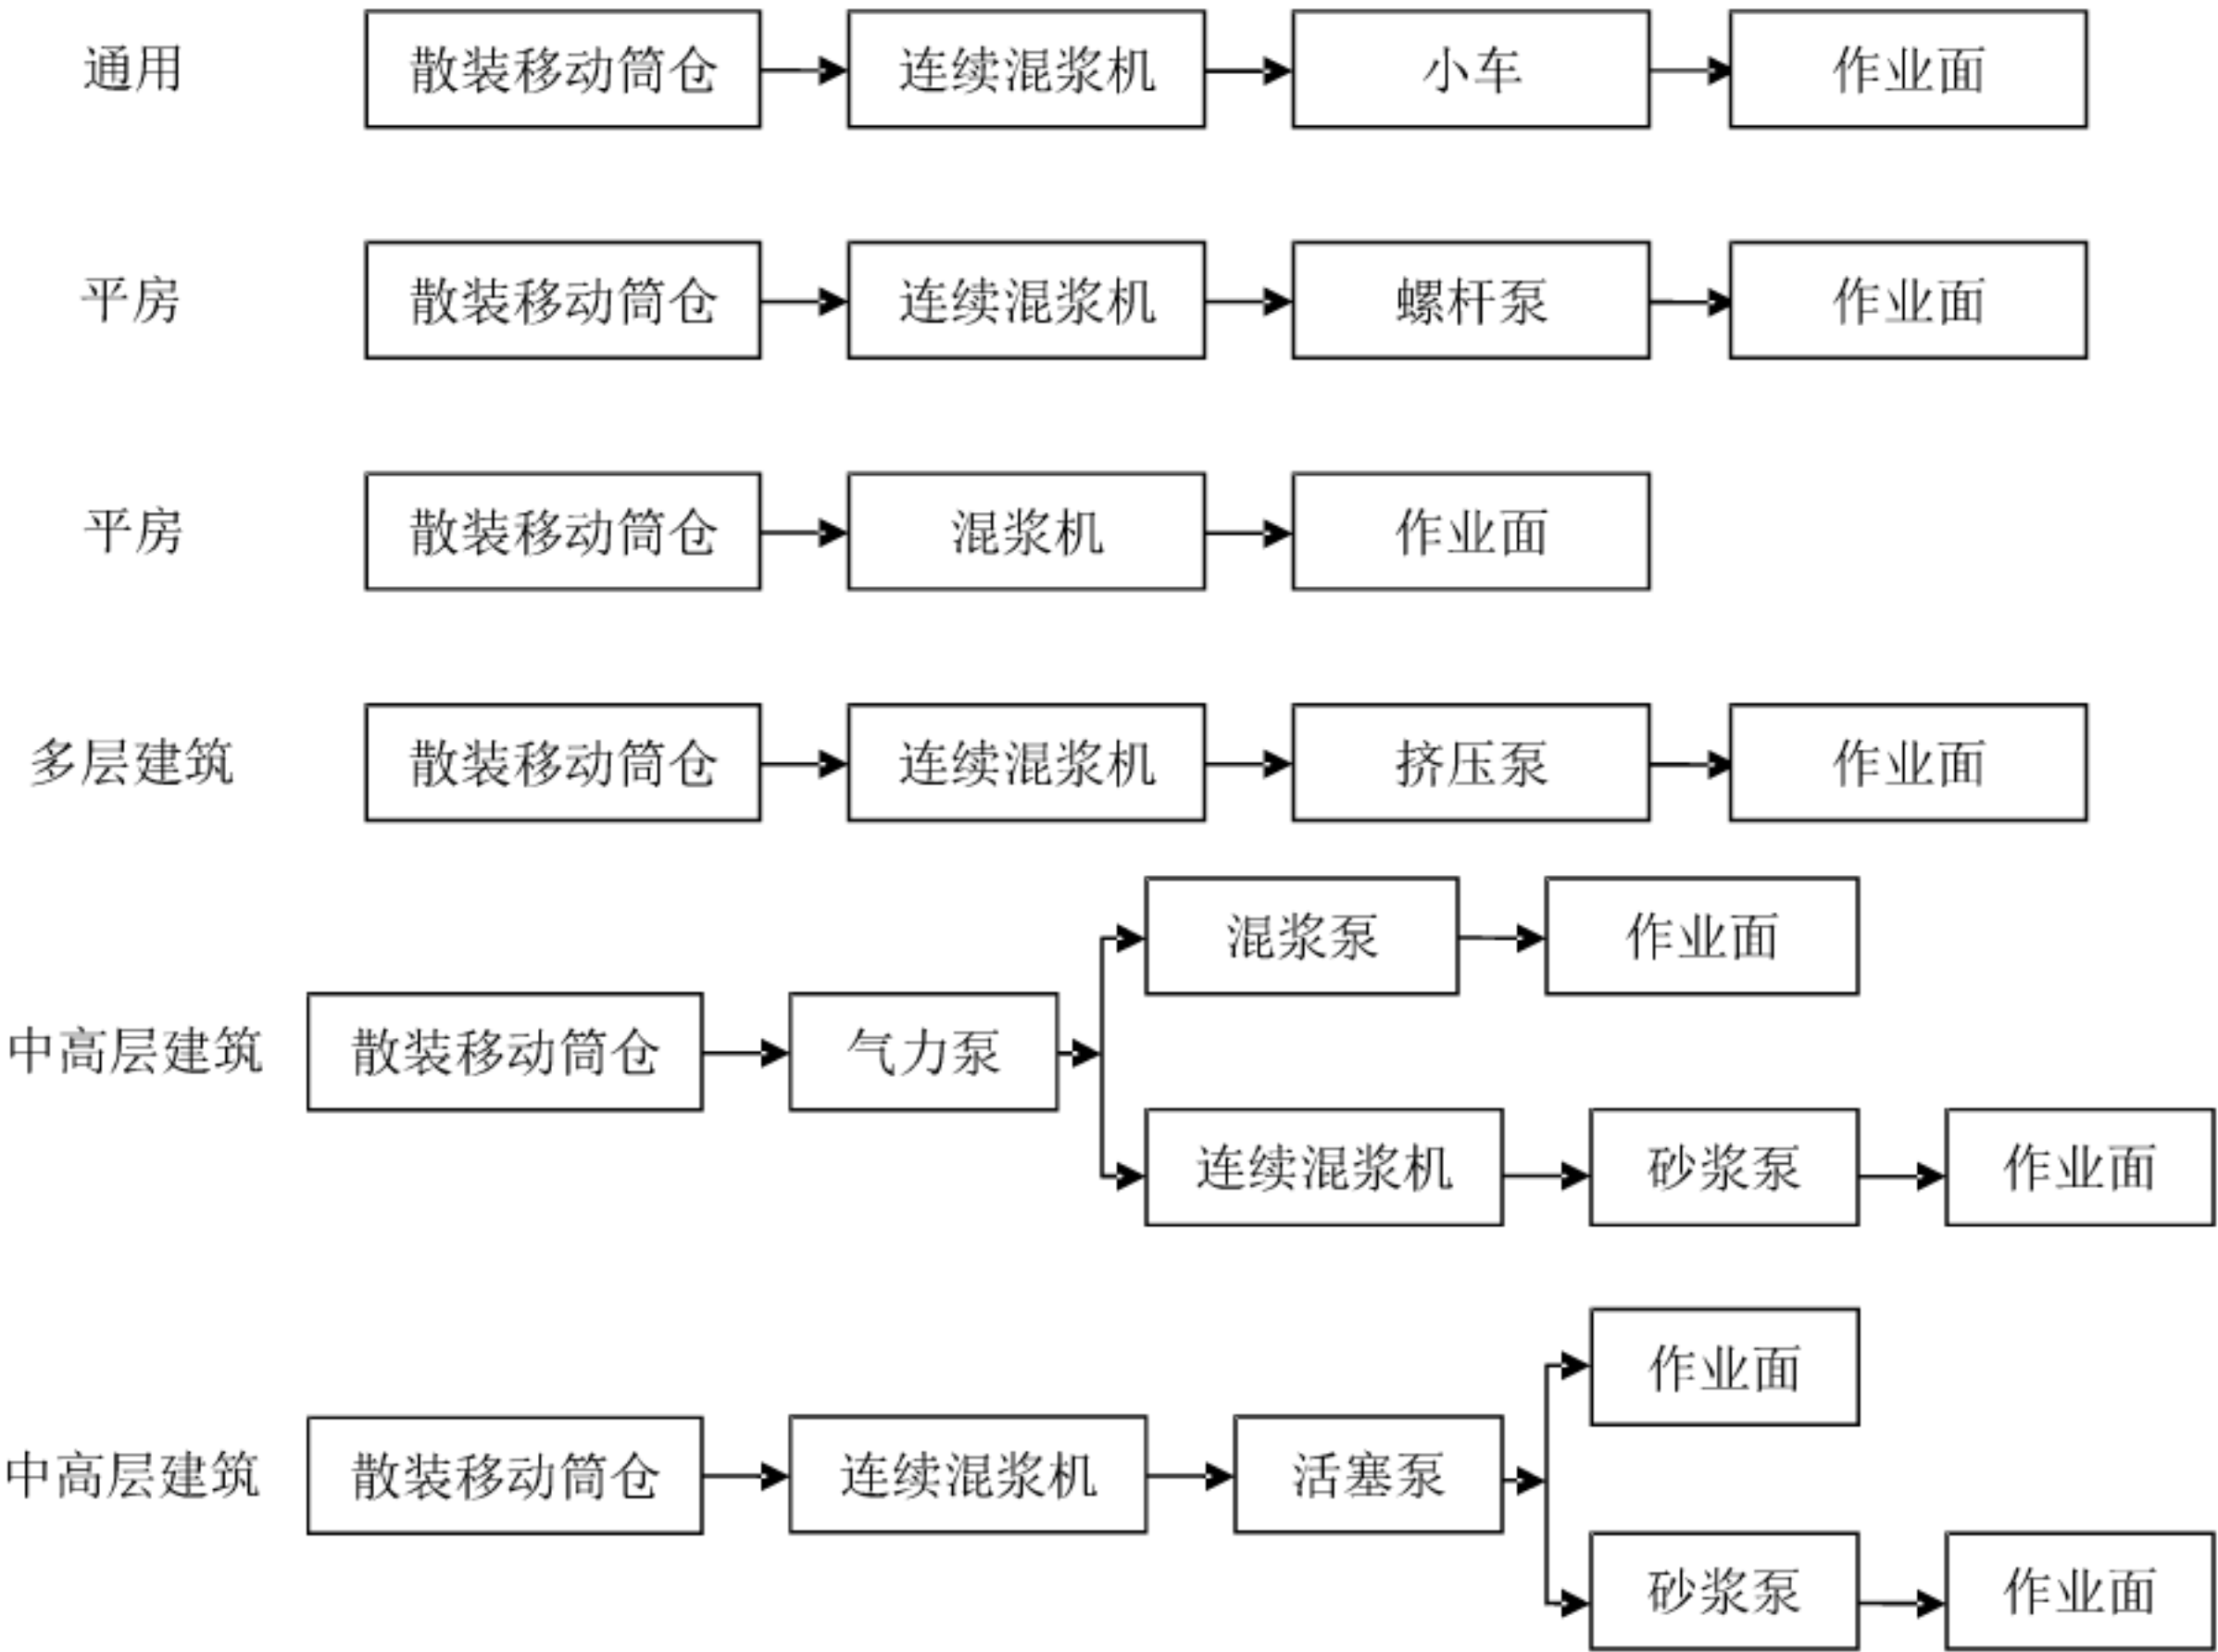 通用 散装移动筒仓 连续混浆机 小车 作业面
平房 散装移动筒仓 连续混浆机 螺杆泵 作业面
平房 散装移动筒仓 混浆机 作业面
多层建筑 散装移动筒仓 连续混浆机 挤压泵 作业面
混浆泵 作业面
中高层建筑 散装移动筒仓 气力泵
连续混浆机 砂浆泵 作业面
作业面
中高层建筑 散装移动筒仓 连续混浆机 活塞泵
砂浆泵 作业面